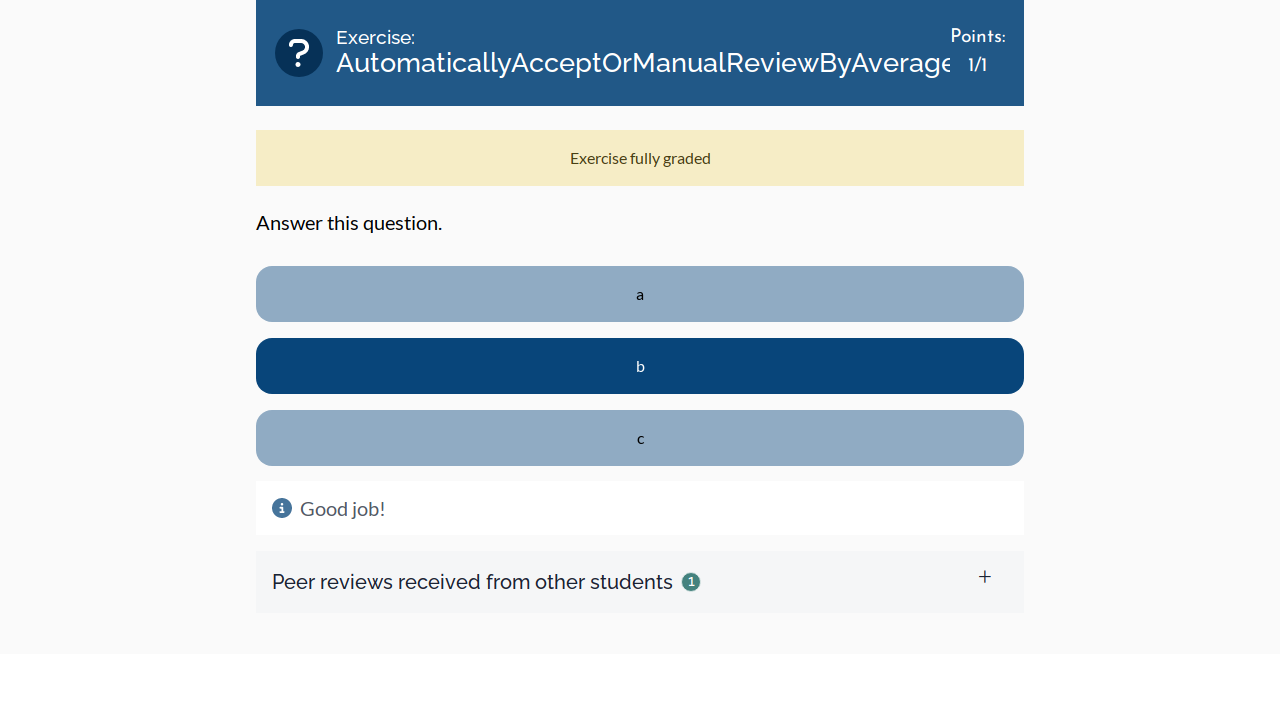 Exercise:
AutomaticallyAcceptOrManualReviewByAverage
Points:
1/1
Exercise fully graded
Answer this question.
a
b
c
Good job!
Peer reviews received from other students 1
+